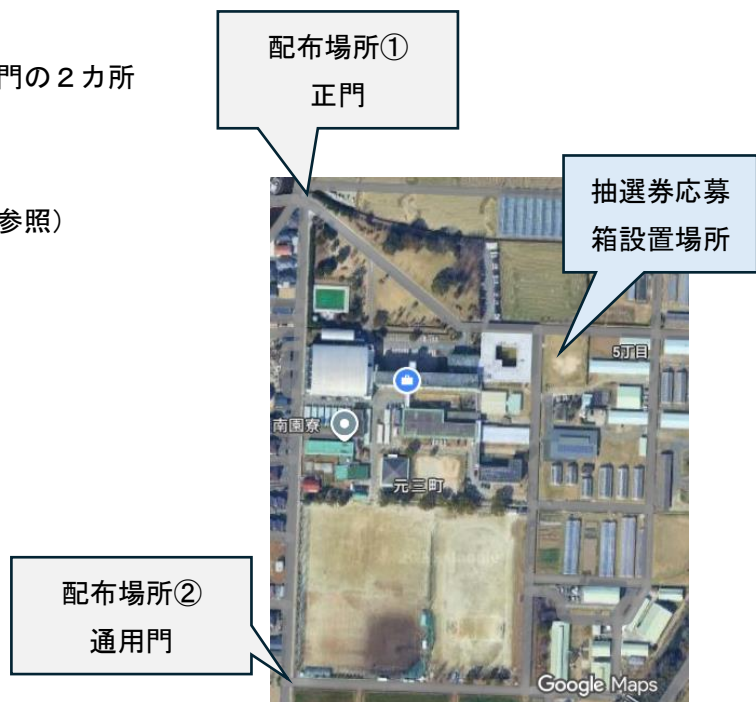 配布場所①
正門
門の２カ所
抽選券応募
箱設置場所
参照）
5丁目
南園寮
元三町
配布場所②
通用門
Google Maps